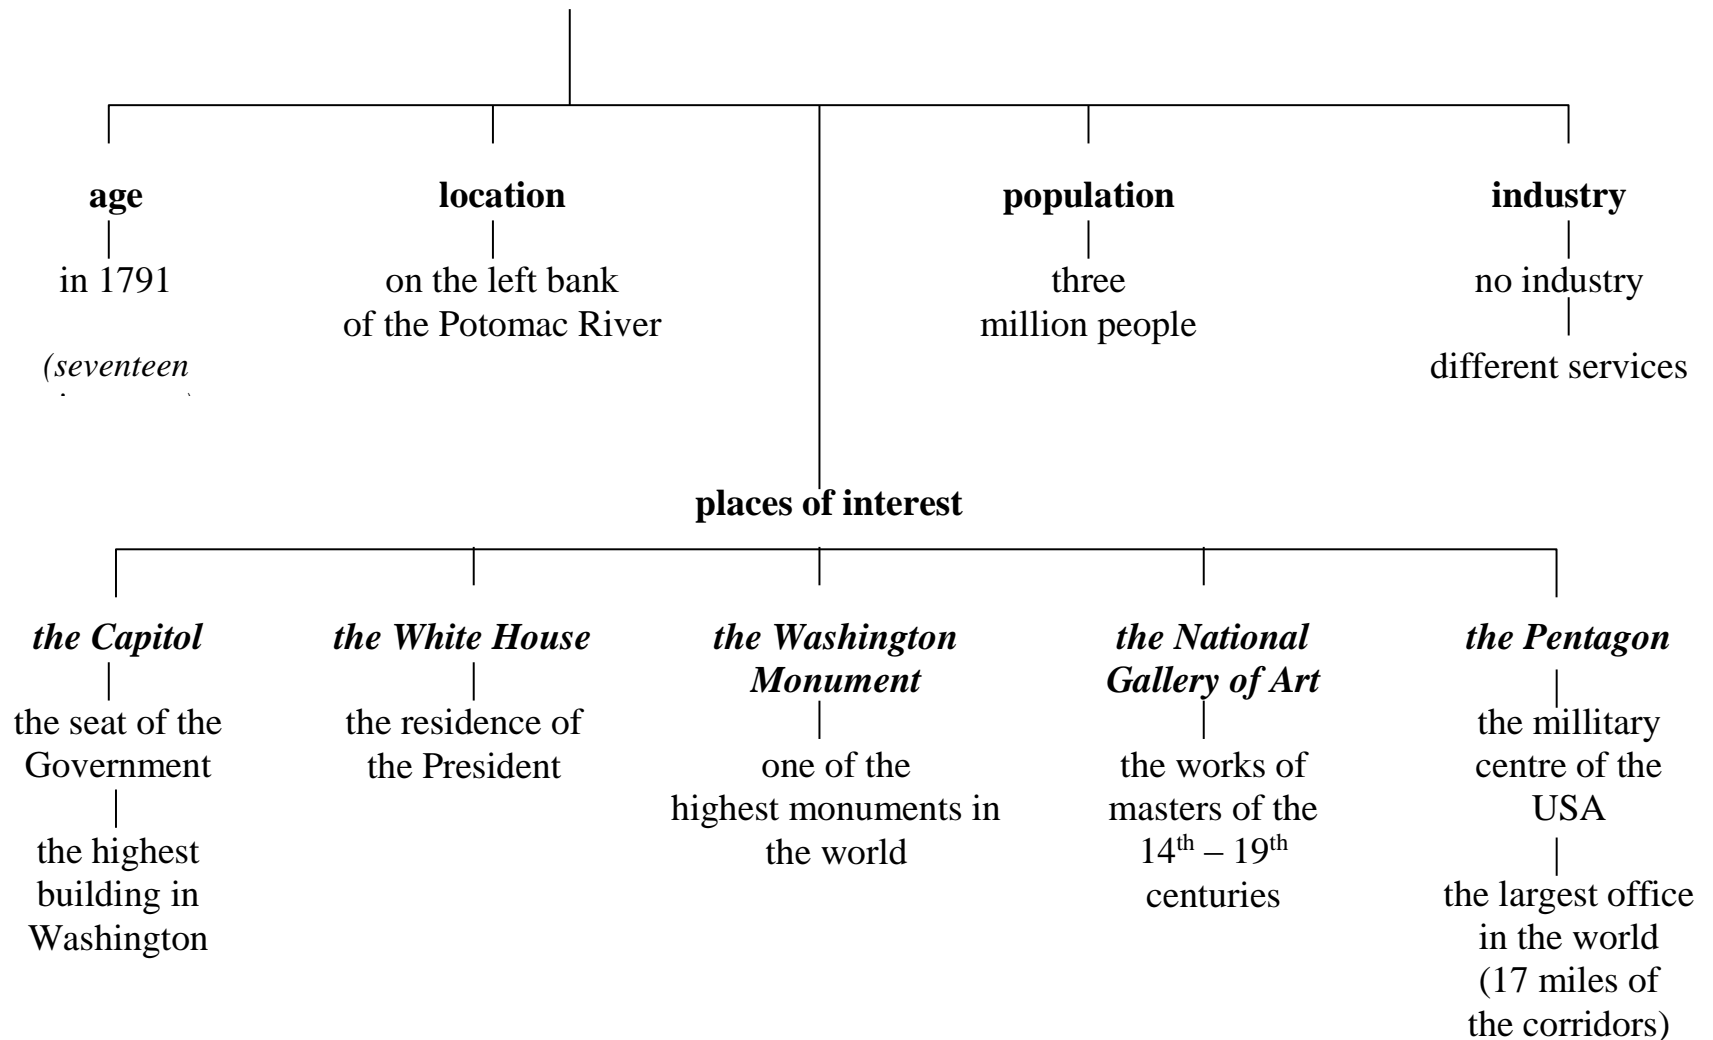 age
in 1791
(seventeen
location
on the left bank
of the Potomac River
population
three
million people
industry
no industry
different services
places of interest
the Capitol
the seat of the
Government
the highest
building in
Washington
the White House
the residence of
the President
the Washington
Monument
one of the
highest monuments in
the world
the National
Gallery of Art
the works of
masters of the
14th – 19th
centuries
the Pentagon
the millitary
centre of the
USA
the largest office
in the world
(17 miles of
the corridors)